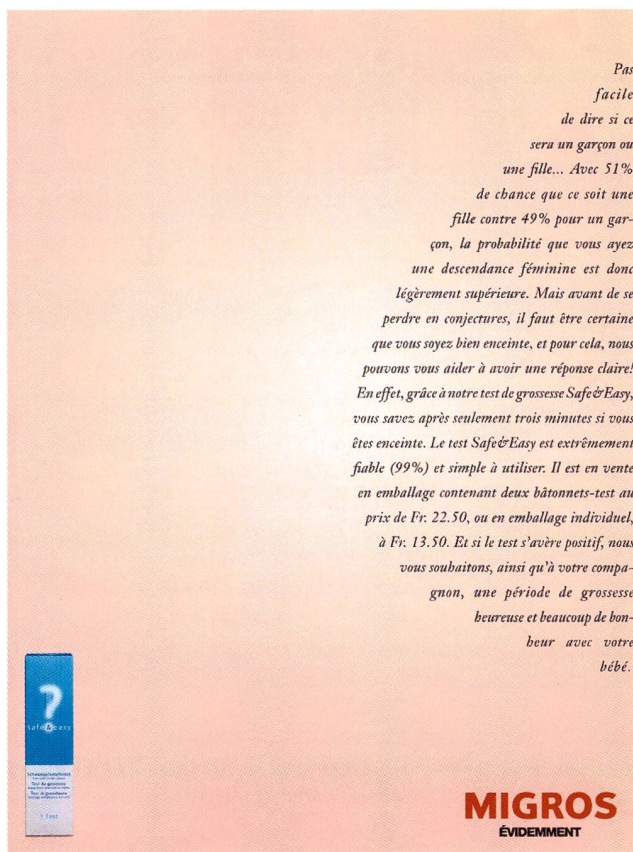 Pas
facile
de dire si ce
sera un garçon ou
une fille... Avec 51%
de chance que ce soit une
fille contre 49% pour un gar-
çon, la probabilité que vous ayez
une descendance féminine est donc
légèrement supérieure. Mais avant de se
perdre en conjectures, il faut être certaine
que vous soyez bien enceinte, et pour cela, nous
pouvons vous aider à avoir une réponse claire!
En effet, grâce à notre test de grossesse Safe&Easy,
vous savez après seulement trois minutes si vous
êtes enceinte. Le test Safe&Easy est extrêmement
fiable (99%) et simple à utiliser. Il est en vente
en emballage contenant deux bâtonnets-test au
prix de Fr. 22.50, ou en emballage individuel,
à Fr. 13.50. Et si le test s'avère positif, nous
vous souhaitons, ainsi qu'à votre compa-
gnon, une période de grossesse
heureuse et beaucoup de bon-
heur avec votre
bébé.
?
safe&easy
Schwangerschaftstest
Test de grossesse
Test di gravidanza
1 Test
MIGROS
ÉVIDEMMENT